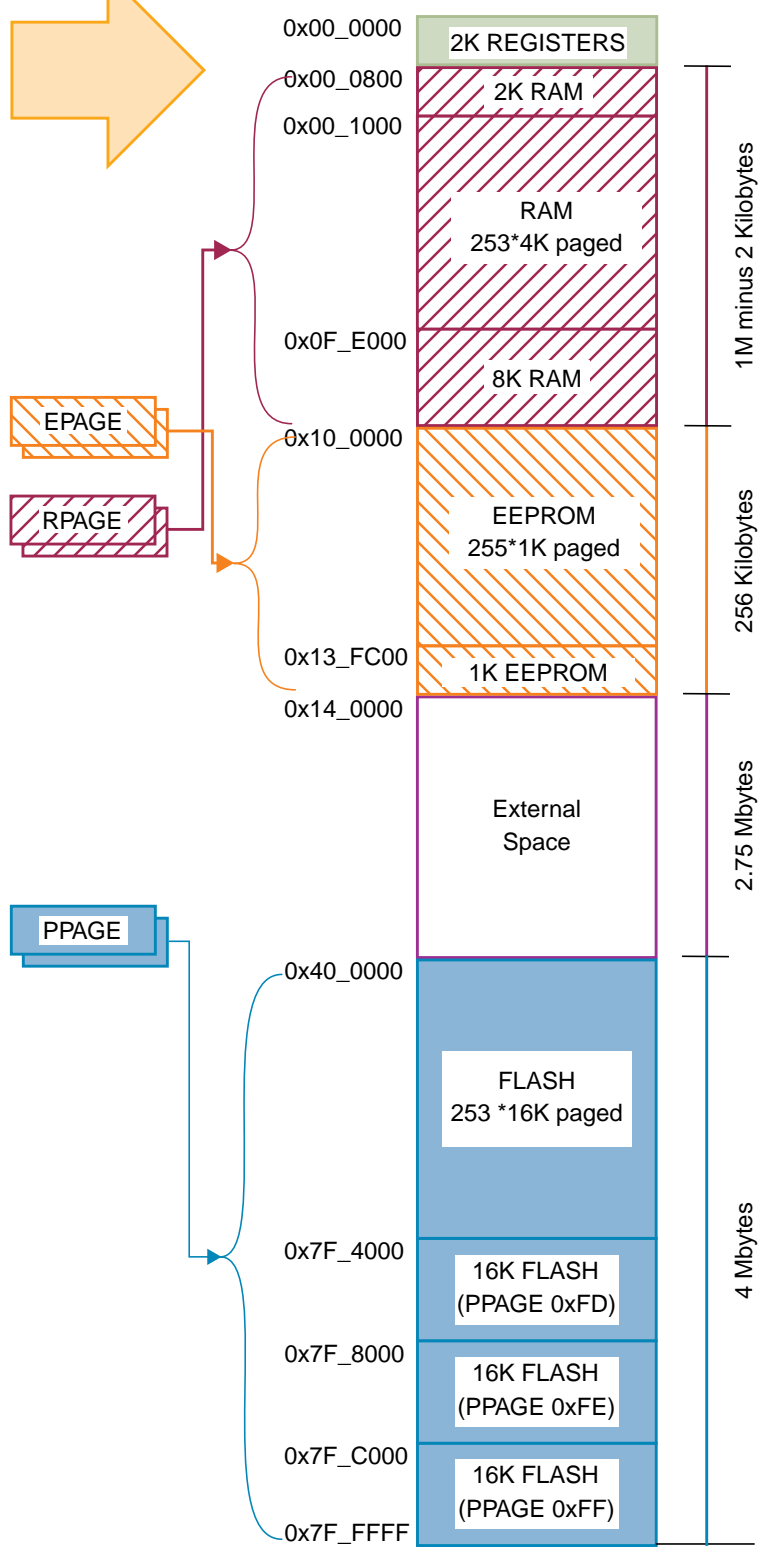 0x00_0000
2K REGISTERS
0x00_0800
2K RAM
0x00_1000
RAM
253*4K paged
1M minus 2 Kilobytes
0x0F_E000
8K RAM
EPAGE
0x10_0000
RPAGE
EEPROM
255*1K paged
256 Kilobytes
0x13_FC00
1K EEPROM
0x14_0000
External
Space
2.75 Mbytes
PPAGE
0x40_0000
FLASH
253 *16K paged
4 Mbytes
0x7F_4000
16K FLASH
(PPAGE 0xFD)
0x7F_8000
16K FLASH
(PPAGE 0xFE)
0x7F_C000
16K FLASH
(PPAGE 0xFF)
0x7F_FFFF